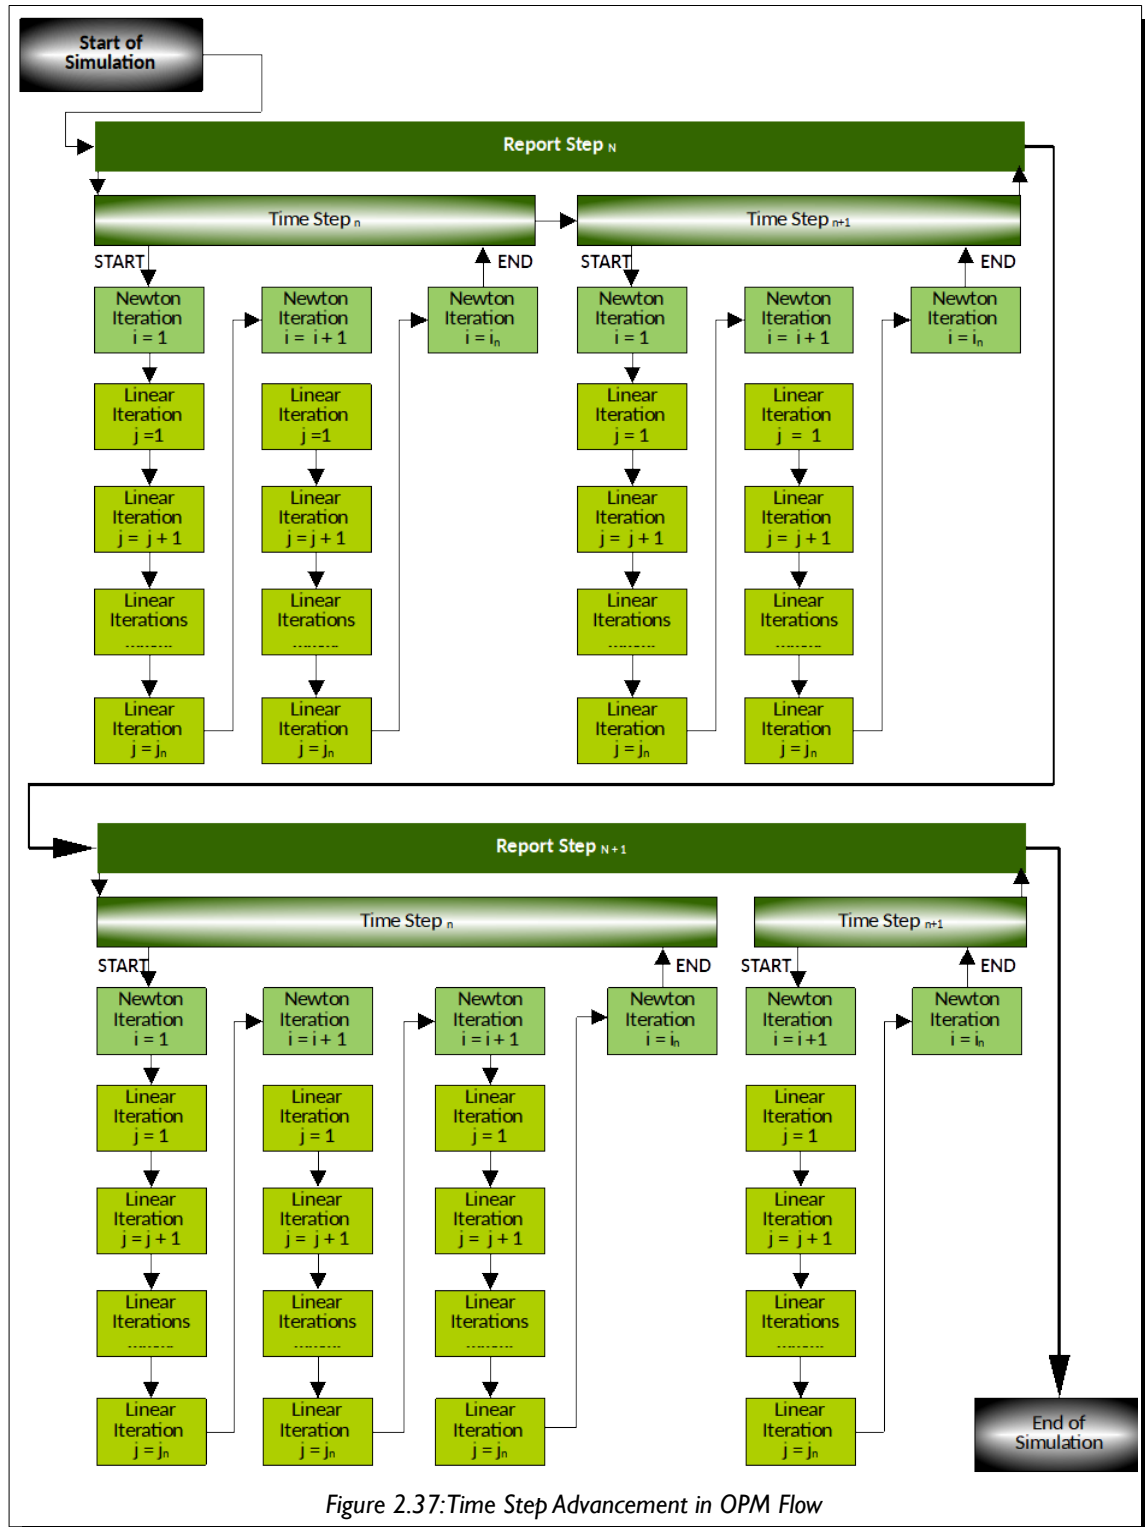 Start of
Simulation
Report Step N
Time Step n
Time Step n+1
START
END
START
END
Newton
Iteration
i = 1
Newton
Iteration
i = i + 1
Newton
Iteration
i = in
Newton
Iteration
i = 1
Newton
Iteration
i = i + 1
Newton
Iteration
i = in
Linear
Iteration
j =1
Linear
Iteration
j =1
Linear
Iteration
j = 1
Linear
Iteration
j = 1
Linear
Iteration
j = j + 1
Linear
Iteration
j = j + 1
Linear
Iteration
j = j + 1
Linear
Iteration
j = j + 1
Linear
Iterations
..........
Linear
Iterations
..........
Linear
Iterations
..........
Linear
Iterations
..........
Linear
Iteration
j = jn
Linear
Iteration
j = jn
Linear
Iteration
j = jn
Linear
Iteration
j = jn
Report Step N + 1
Time Step n
Time Step n+1
START
END
START
END
Newton
Iteration
i = 1
Newton
Iteration
i = i + 1
Newton
Iteration
i = i + 1
Newton
Iteration
i = in
Newton
Iteration
i = i +1
Newton
Iteration
i = in
Linear
Iteration
j = 1
Linear
Iteration
j = 1
Linear
Iteration
j = 1
Linear
Iteration
j = 1
Linear
Iteration
j = j + 1
Linear
Iteration
j = j + 1
Linear
Iteration
j = j + 1
Linear
Iteration
j = j + 1
Linear
Iterations
..........
Linear
Iterations
..........
Linear
Iterations
..........
Linear
Iterations
..........
Linear
Iteration
j = jn
Linear
Iteration
j = jn
Linear
Iteration
j = jn
Linear
Iteration
j = jn
End of
Simulation
Figure 2.37: Time Step Advancement in OPM Flow